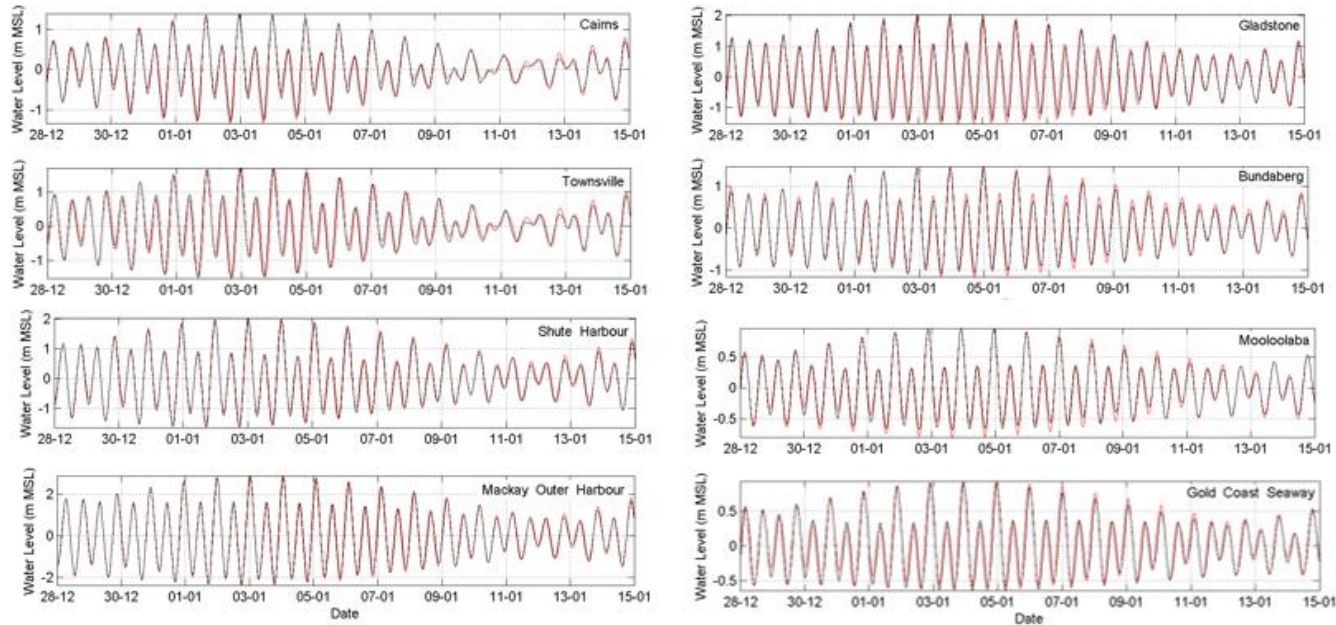 Cairns
Water Level (m MSL)
1
0
-1
28-12 30-12 01-01 03-01 05-01 07-01 09-01 11-01 13-01 15-01
Townsville
Water Level (m MSL)
1
0
-1
28-12 30-12 01-01 03-01 05-01 07-01 09-01 11-01 13-01 15-01
Shute Harbour
Water Level (m MSL)
2
1
0
-1
28-12 30-12 01-01 03-01 05-01 07-01 09-01 11-01 13-01 15-01
Mackay Outer Harbour
Water Level (m MSL)
2
0
-2
28-12 30-12 01-01 03-01 05-01 07-01 09-01 11-01 13-01 15-01
Date
Gladstone
Water Level (m MSL)
2
1
0
-1
28-12 30-12 01-01 03-01 05-01 07-01 09-01 11-01 13-01 15-01
Bundaberg
Water Level (m MSL)
1
0
-1
28-12 30-12 01-01 03-01 05-01 07-01 09-01 11-01 13-01 15-01
Mooloolaba
Water Level (m MSL)
0.5
0
-0.5
28-12 30-12 01-01 03-01 05-01 07-01 09-01 11-01 13-01 15-01
Gold Coast Seaway
Water Level (m MSL)
0.5
0
-0.5
28-12 30-12 01-01 03-01 05-01 07-01 09-01 11-01 13-01 15-01
Date